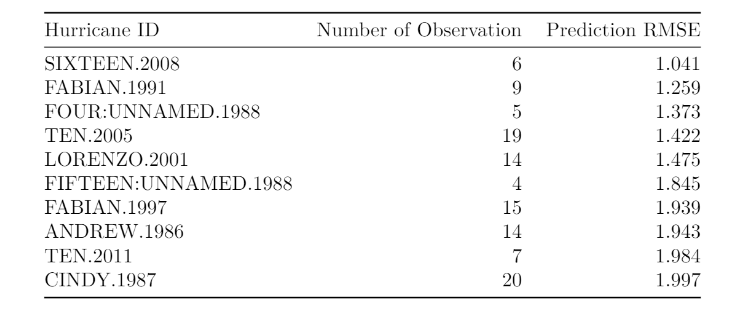 Hurricane ID Number of Observation Prediction RMSE
SIXTEEN.2008 6 1.041
FABIAN.1991 9 1.259
FOUR:UNNAMED.1988 5 1.373
TEN.2005 19 1.422
LORENZO.2001 14 1.475
FIFTEEN:UNNAMED.1988 4 1.845
FABIAN.1997 15 1.939
ANDREW.1986 14 1.943
TEN.2011 7 1.984
CINDY.1987 20 1.997